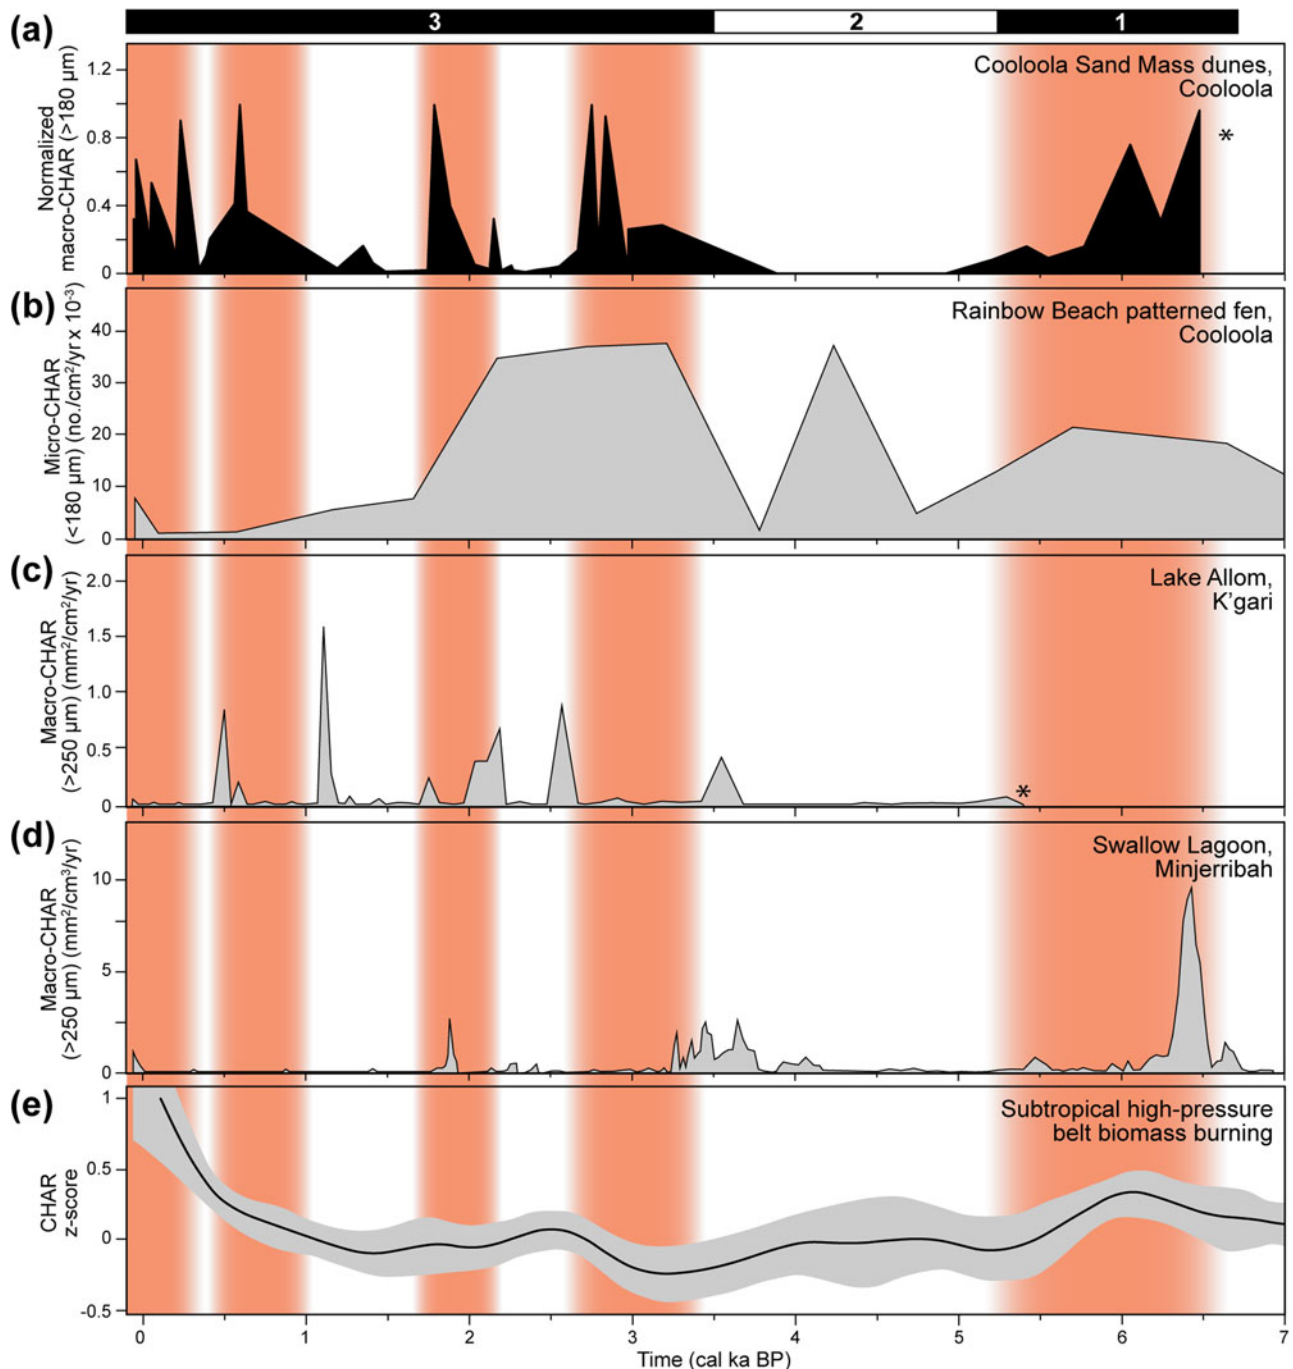 3 2 1
(a)
Normalized
macro-CHAR (>180 µm)
1.2
0.8
0.4
0
Cooloola Sand Mass dunes,
Cooloola
*
(b)
Micro-CHAR
(<180 µm) (no./cm²/yr x 10⁻³)
40
30
20
10
0
Rainbow Beach patterned fen,
Cooloola
(c)
Macro-CHAR
(>250 µm) (mm²/cm²/yr)
2.0
1.5
1.0
0.5
0
Lake Allom,
K'gari
*
(d)
Macro-CHAR
(>250 µm) (mm²/cm³/yr)
10
5
0
Swallow Lagoon,
Minjerribah
(e)
CHAR
z-score
1
0.5
0
-0.5
Subtropical high-pressure
belt biomass burning
0 1 2 3 4 5 6 7
Time (cal ka BP)